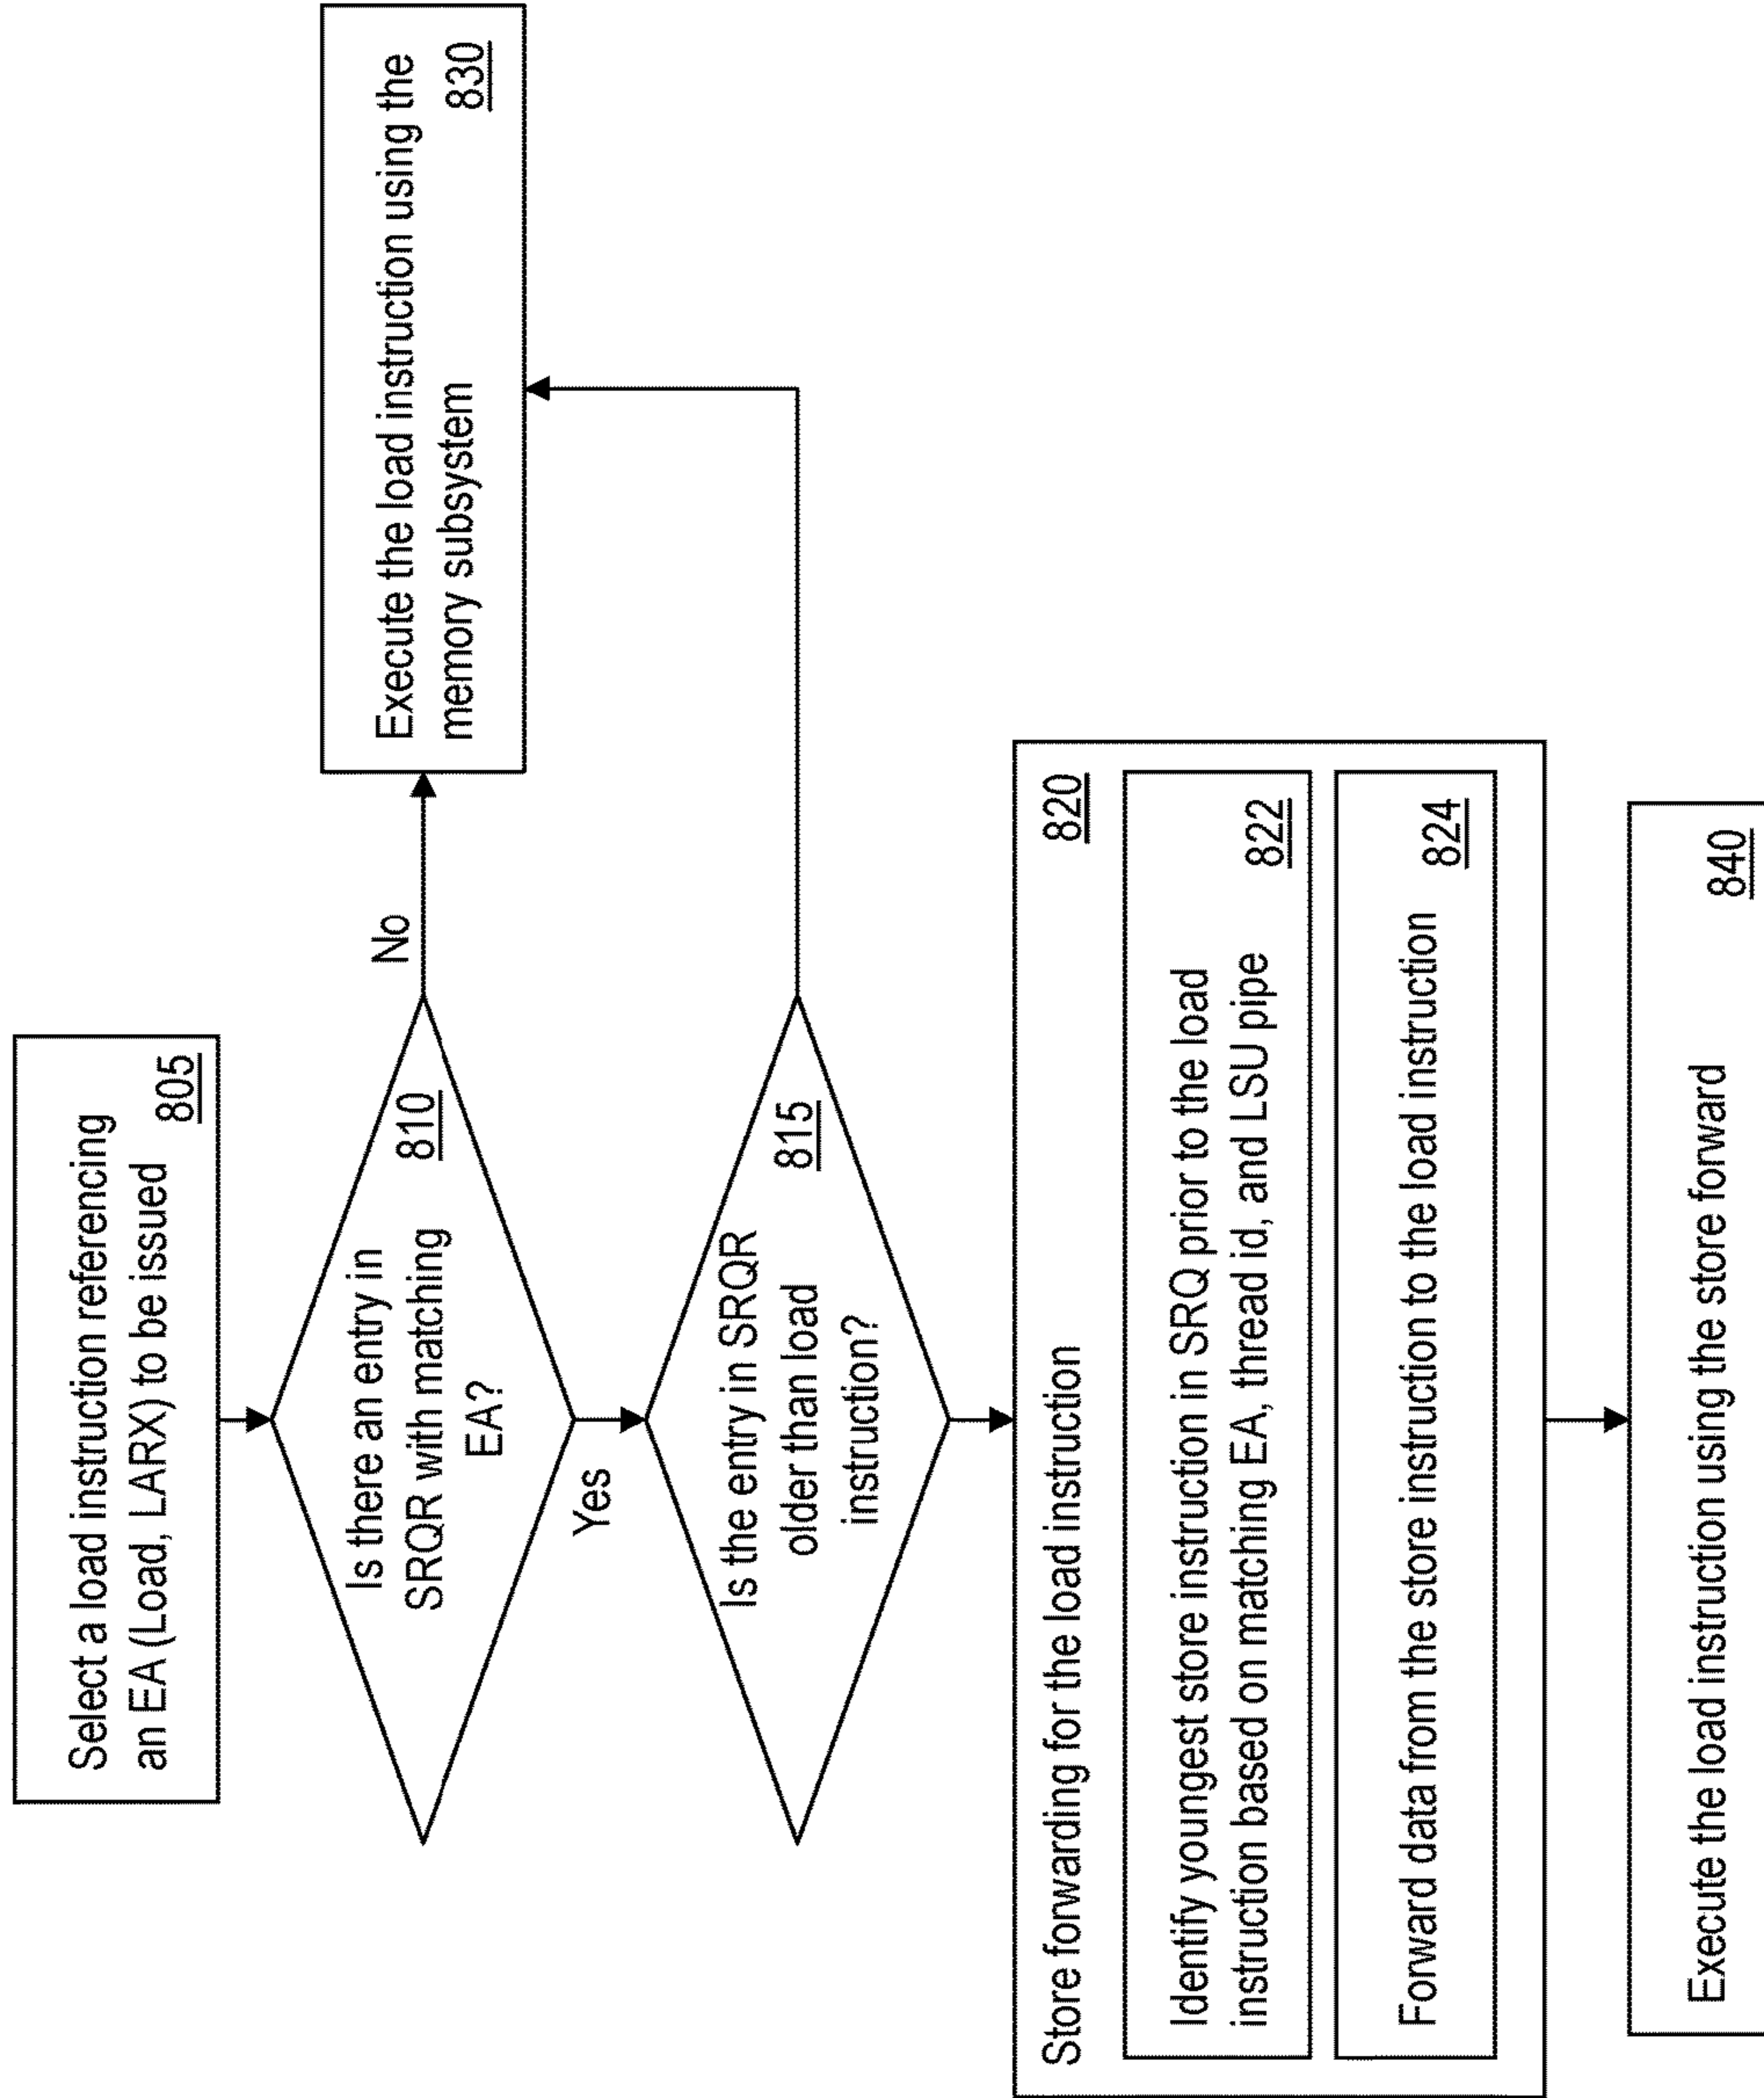 Select a load instruction referencing
an EA (Load, LARX) to be issued
805
Is there an entry in
SRQR with matching
EA?
810
No
Execute the load instruction using the
memory subsystem
830
Yes
Is the entry in SRQR
older than load
instruction?
815
Store forwarding for the load instruction
820
Identify youngest store instruction in SRQ prior to the load
instruction based on matching EA, thread id, and LSU pipe
822
Forward data from the store instruction to the load instruction
824
Execute the load instruction using the store forward
840